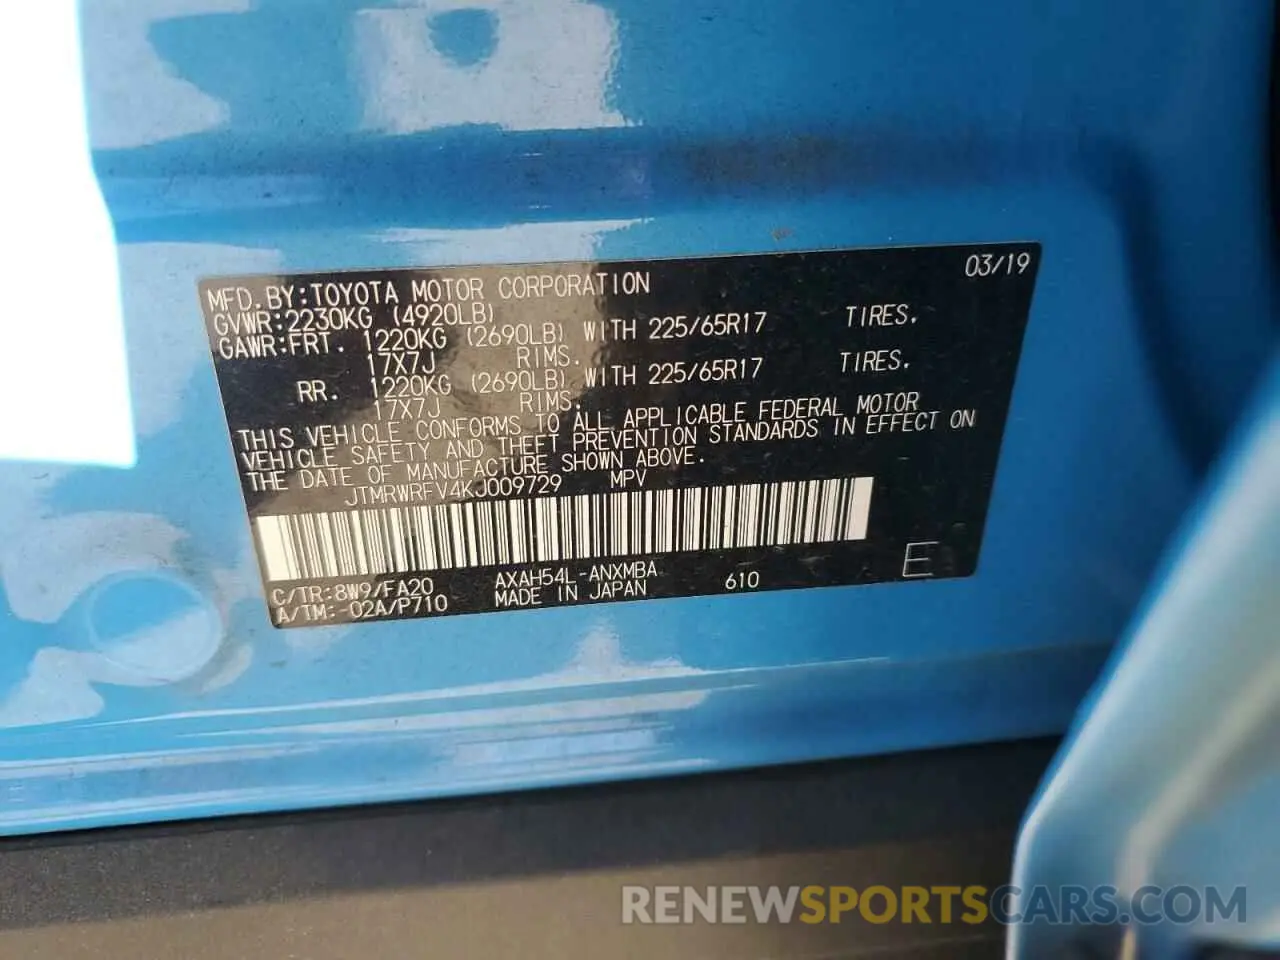 03/19
MFD.BY:TOYOTA MOTOR CORPORATION
GVWR:2230KG (4920LB)
GAWR:FRT. 1220KG (2690LB) WITH 225/65R17 TIRES.
17X7J RIMS.
RR. 1220KG (2690LB) WITH 225/65R17 TIRES.
17X7J RIMS.
THIS VEHICLE CONFORMS TO ALL APPLICABLE FEDERAL MOTOR
VEHICLE SAFETY AND THEFT PREVENTION STANDARDS IN EFFECT ON
THE DATE OF MANUFACTURE SHOWN ABOVE.
JTMRWRFV4KJ009729 MPV
C/TR:8W9/FA20 AXAH54L-ANXMBA 610 E
A/TM:-02A/P710 MADE IN JAPAN
RENEWSPORTSCARS.COM